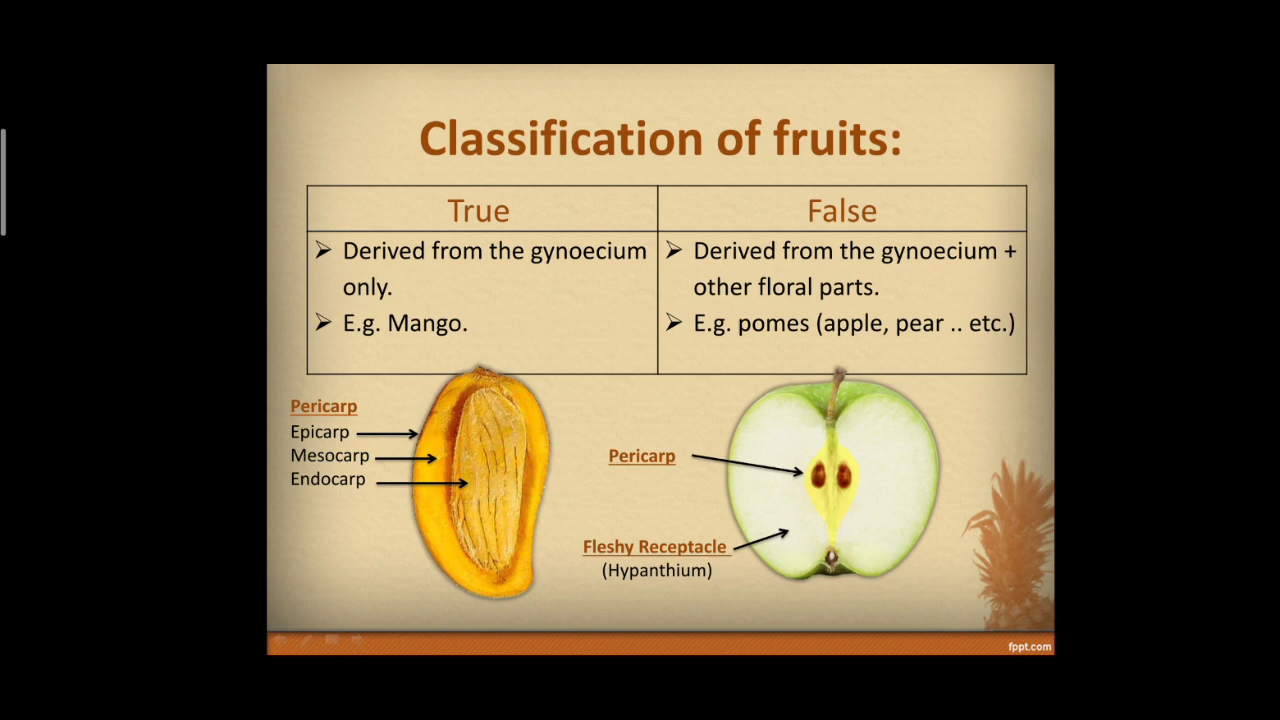 Classification of fruits:
True
False
➢ Derived from the gynoecium
only.
➢ E.g. Mango.
➢ Derived from the gynoecium +
other floral parts.
➢ E.g. pomes (apple, pear .. etc.)
Pericarp
Epicarp
Mesocarp
Endocarp
Pericarp
Fleshy Receptacle
(Hypanthium)
fppt.com